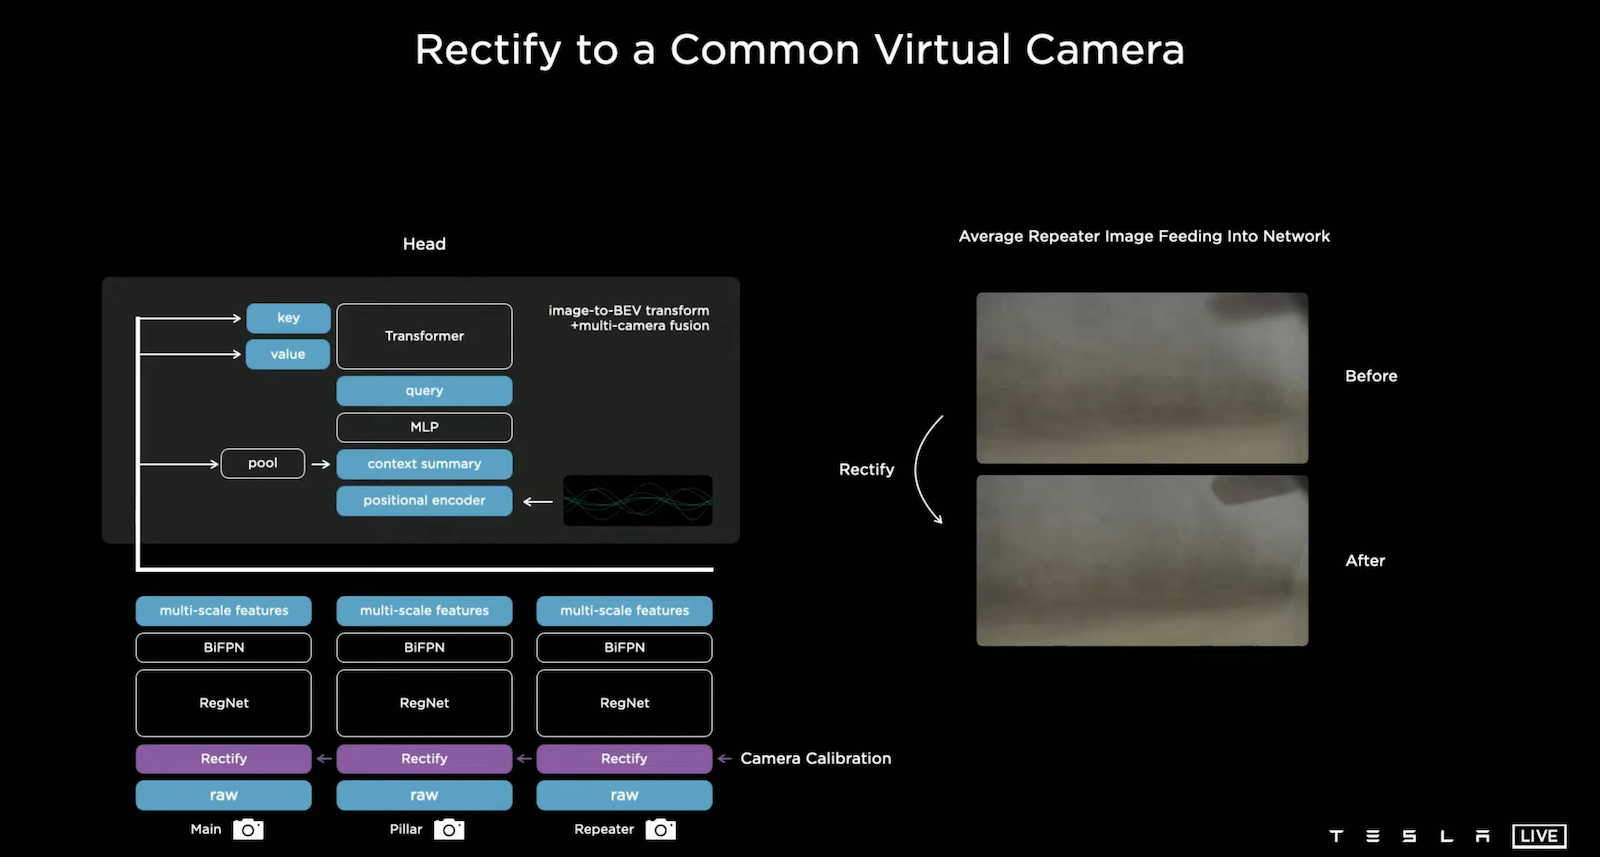 Rectify to a Common Virtual Camera
Head
key
value
Transformer
image-to-BEV transform
+multi-camera fusion
query
MLP
pool
context summary
positional encoder
multi-scale features
multi-scale features
multi-scale features
BiFPN
BiFPN
BiFPN
RegNet
RegNet
RegNet
Rectify
Rectify
Rectify
Camera Calibration
raw
raw
raw
Main
Pillar
Repeater
Average Repeater Image Feeding Into Network
Before
Rectify
After
TESLA LIVE